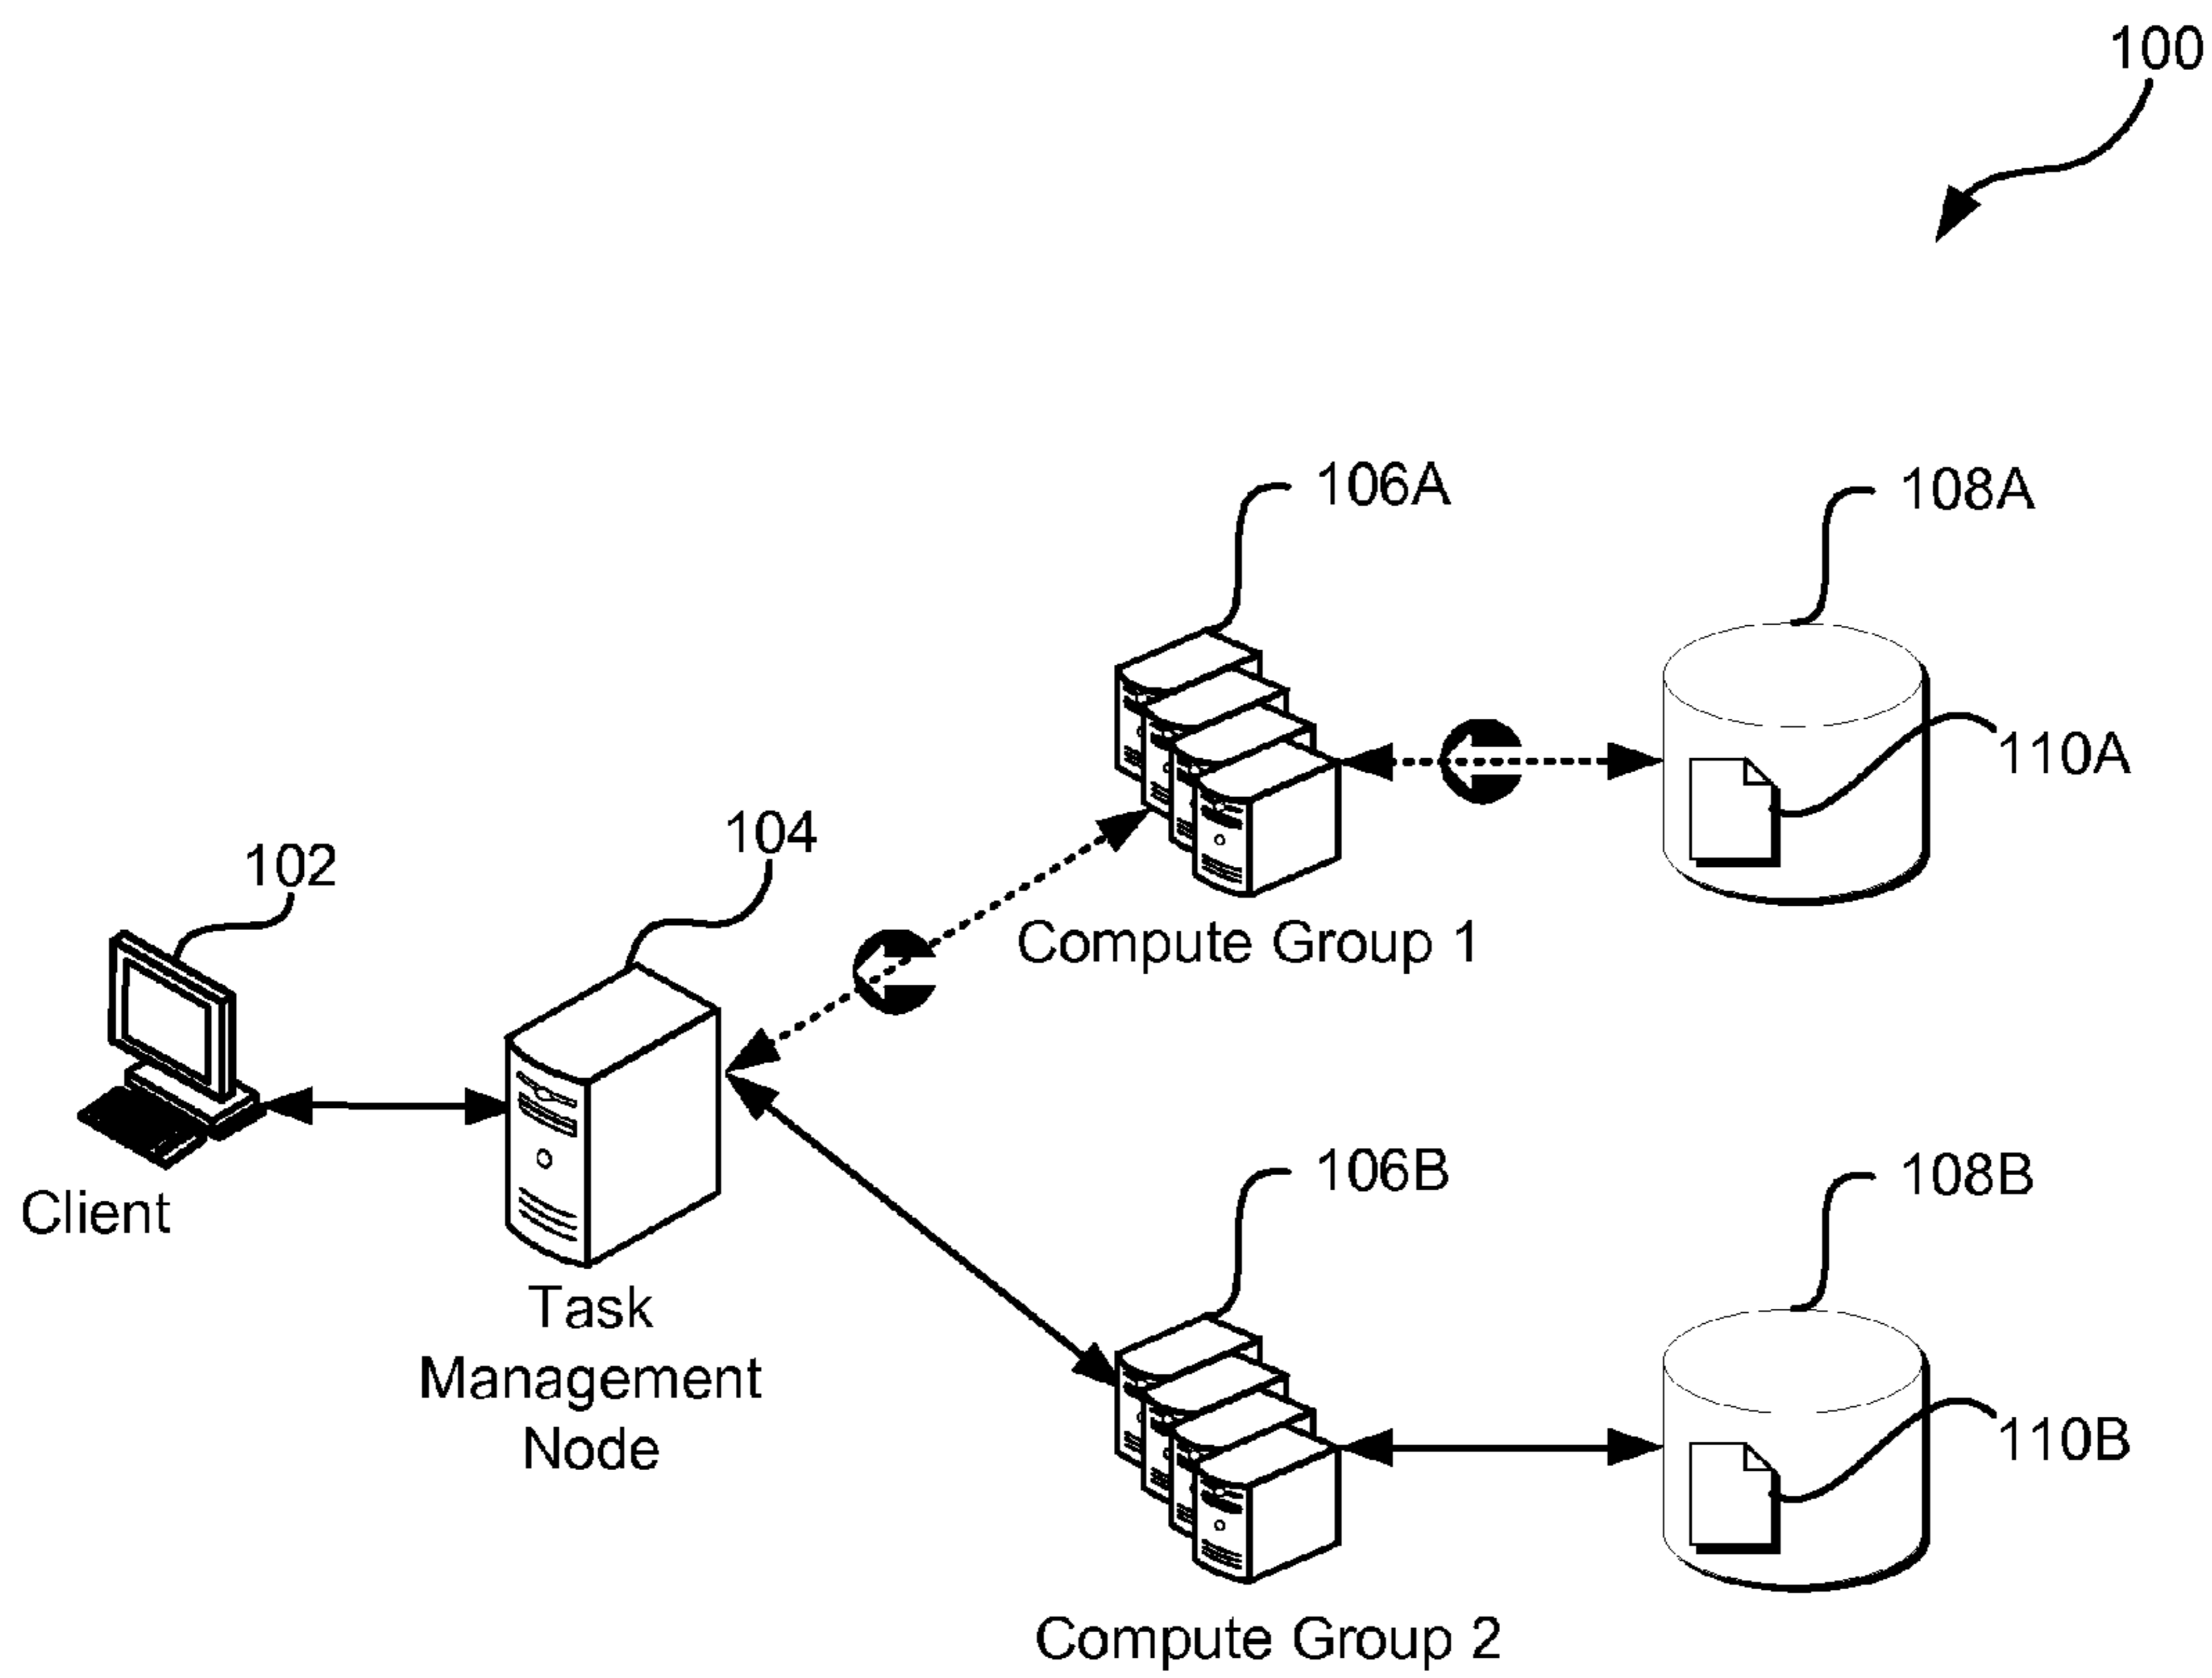 100
106A
108A
110A
102
104
Compute Group 1
Client
Task
Management
Node
106B
108B
110B
Compute Group 2